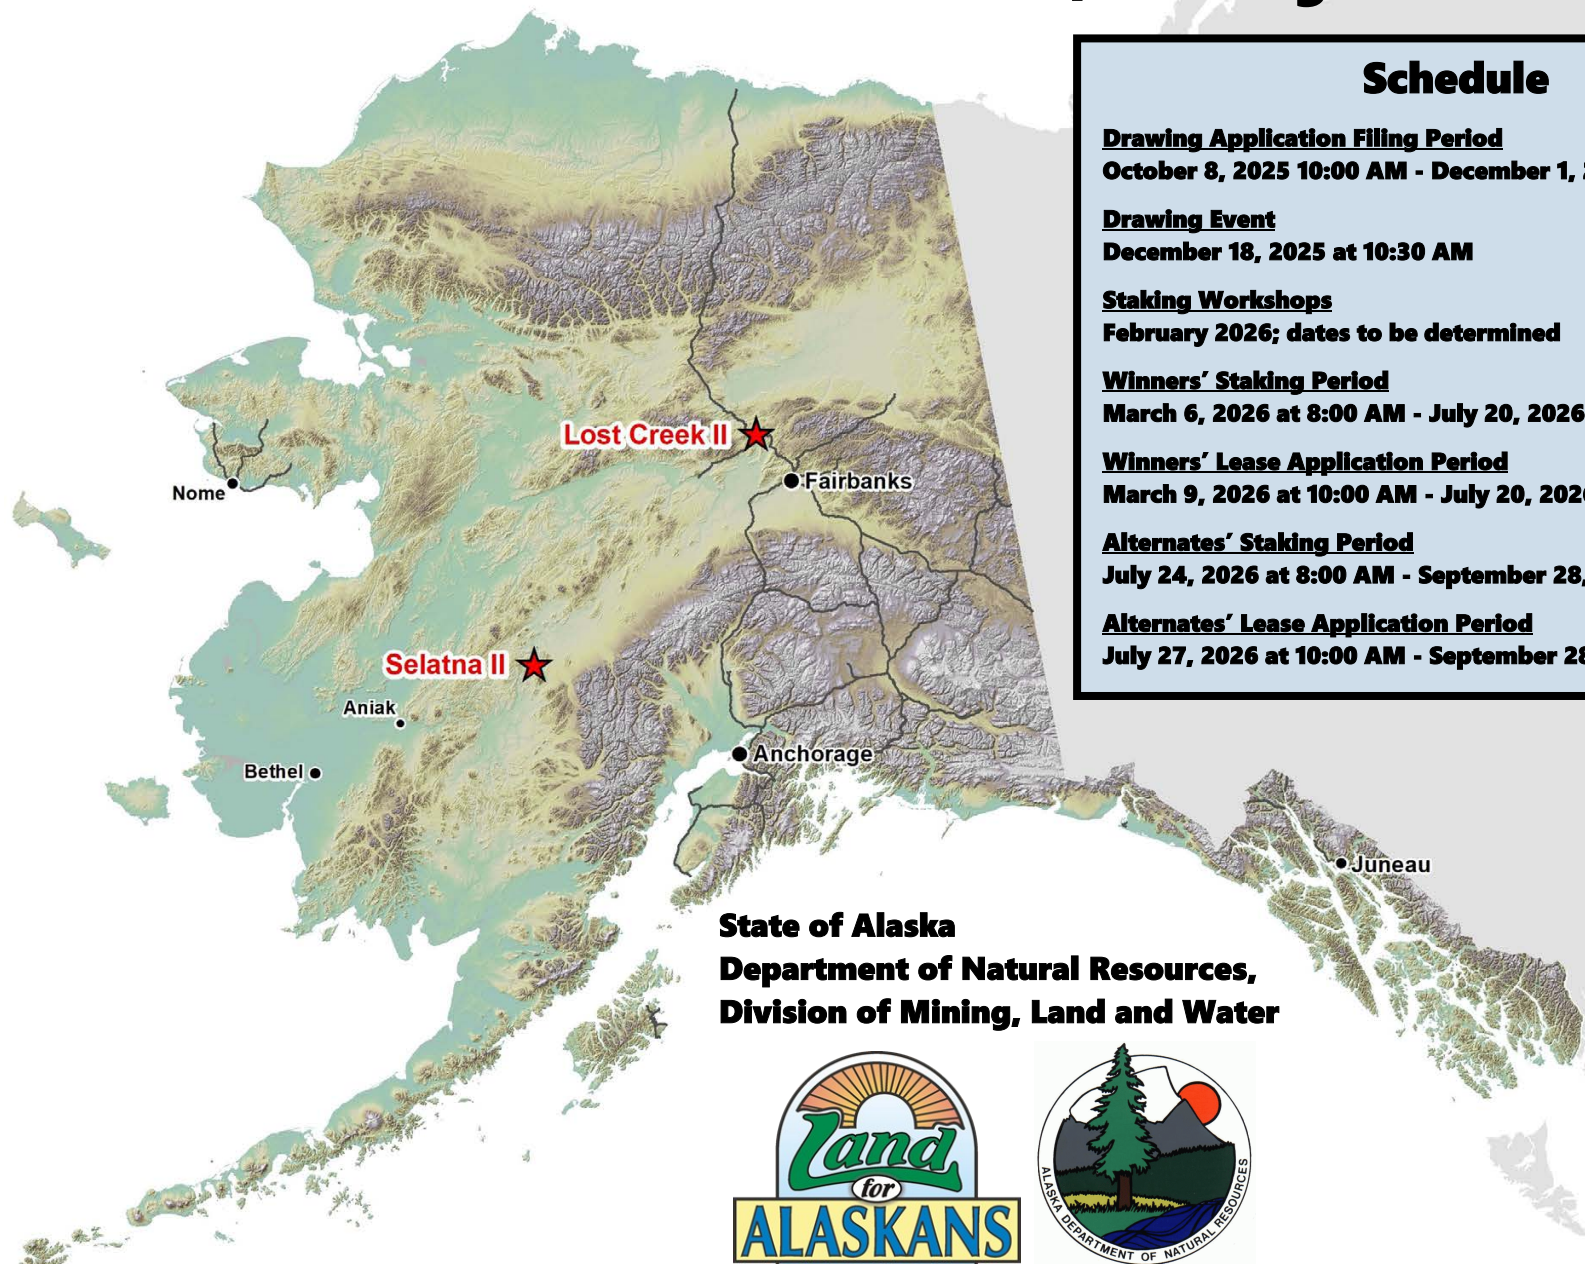 Schedule
Drawing Application Filing Period
October 8, 2025 10:00 AM - December 1,
Drawing Event
December 18, 2025 at 10:30 AM
Staking Workshops
February 2026; dates to be determined
Winners’ Staking Period
March 6, 2026 at 8:00 AM - July 20, 2026
Winners’ Lease Application Period
March 9, 2026 at 10:00 AM - July 20, 2026
Alternates’ Staking Period
July 24, 2026 at 8:00 AM - September 28,
Alternates’ Lease Application Period
July 27, 2026 at 10:00 AM - September 28
Lost Creek II
Fairbanks
Nome
Selatna II
Aniak
Anchorage
Bethel
Juneau
State of Alaska
Department of Natural Resources,
Division of Mining, Land and Water
Land
for
ALASKANS
ALASKA DEPARTMENT OF NATURAL RESOURCES